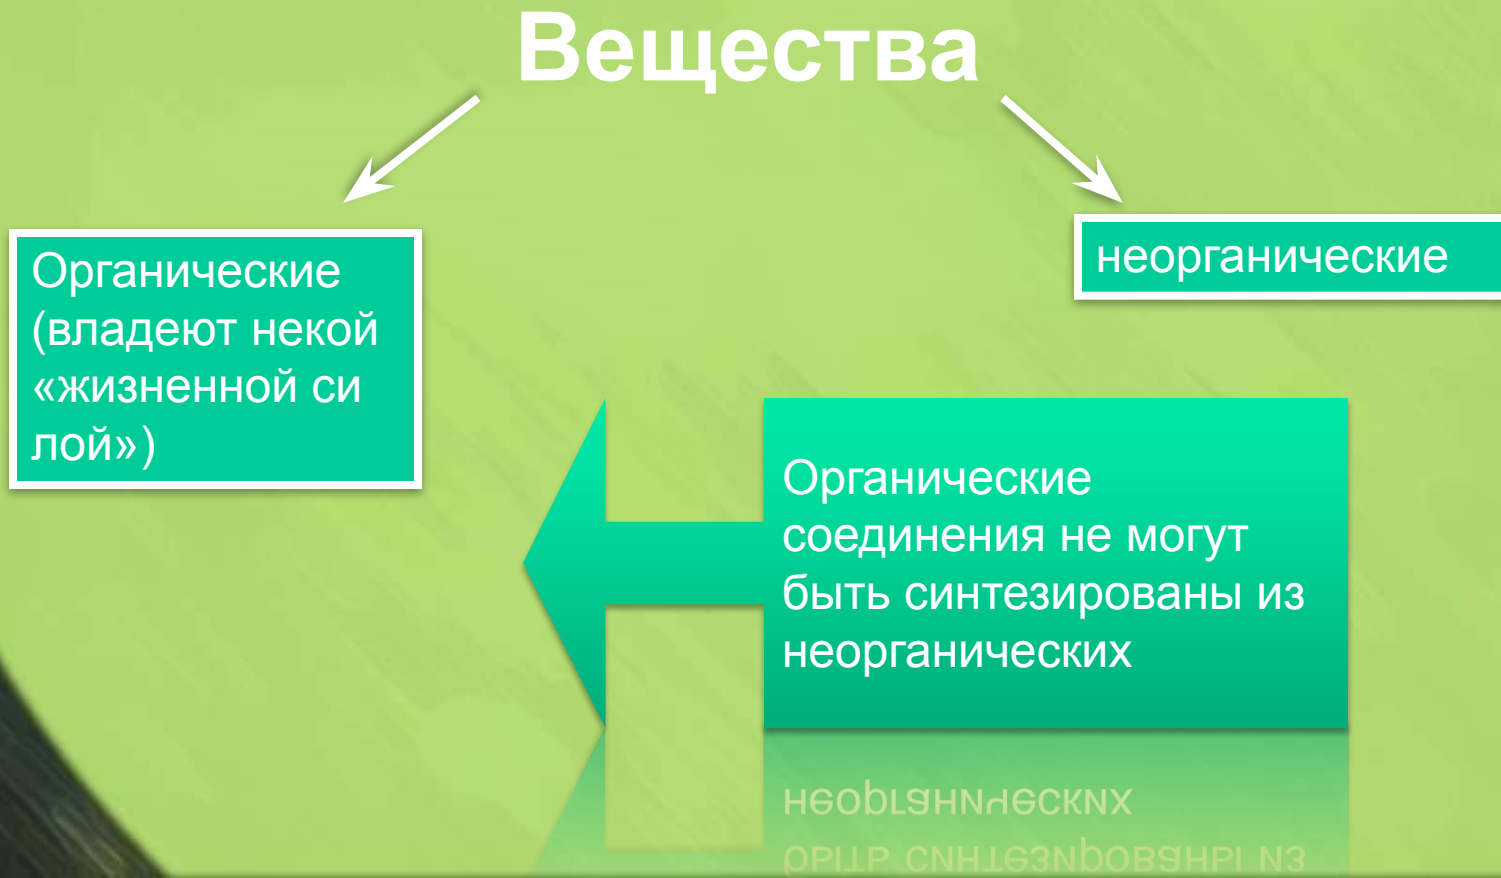 Вещества
Органические
(владеют некой
«жизненной си
лой»)
неорганические
Органические
соединения не могут
быть синтезированы из
неорганических